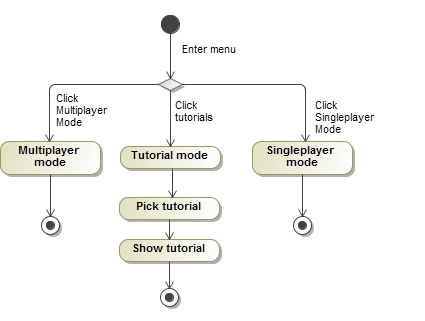 Enter menu
Click
Multiplayer
Mode
Click
tutorials
Click
Singleplayer
Mode
Multiplayer
mode
Tutorial mode
Singleplayer
mode
Pick tutorial
Show tutorial